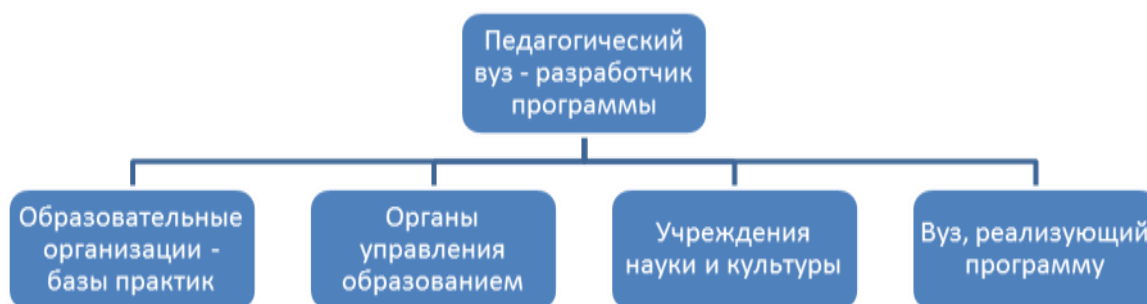 Педагогический
вуз - разработчик
программы
Образовательные
организации -
базы практик
Органы
управления
образованием
Учреждения
науки и культуры
Вуз, реализующий
программу